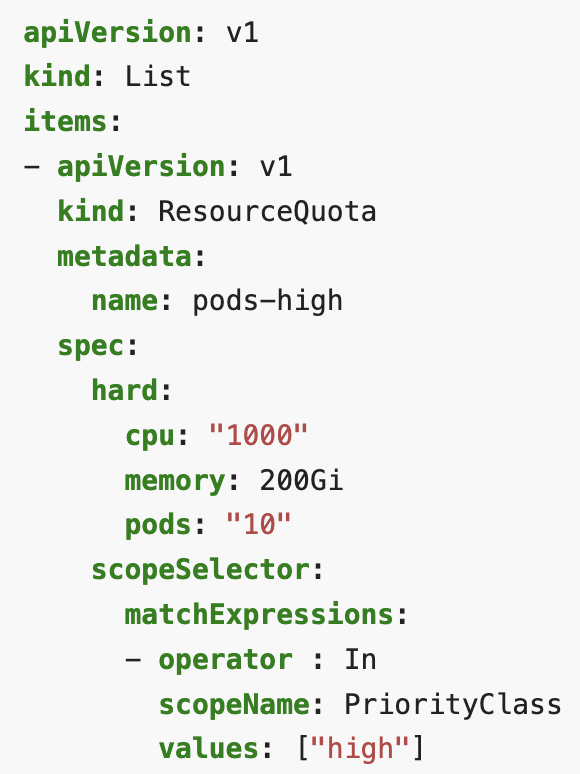 apiVersion: v1
kind: List
items:
- apiVersion: v1
  kind: ResourceQuota
  metadata:
    name: pods-high
  spec:
    hard:
      cpu: "1000"
      memory: 200Gi
      pods: "10"
    scopeSelector:
      matchExpressions:
      - operator : In
        scopeName: PriorityClass
        values: ["high"]